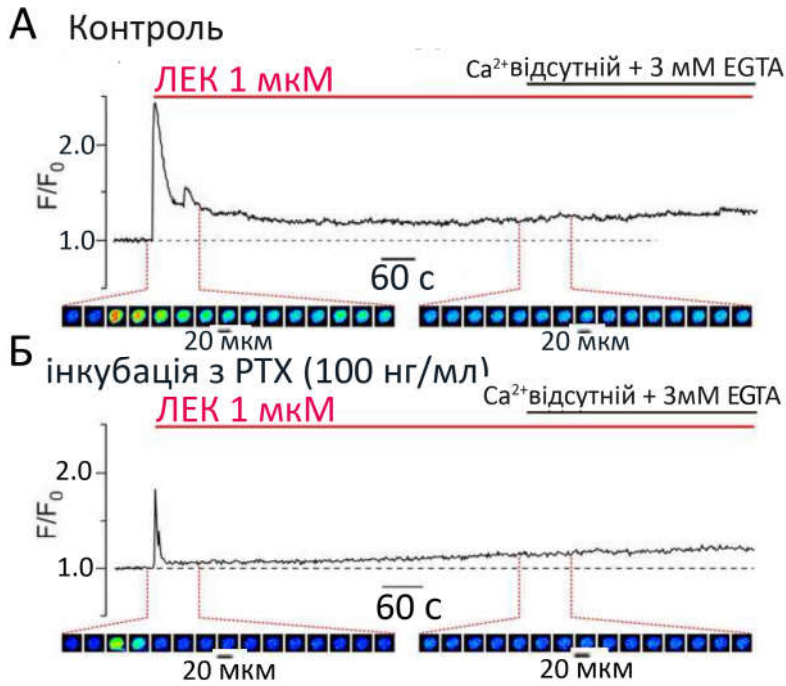 А Контроль
ЛЕК 1 мкМ
Ca²⁺відсутній + 3 мМ EGTA
F/F₀
2.0
1.0
60 с
20 мкм
20 мкм
Б
інкубація з PTX (100 нг/мл)
ЛЕК 1 мкМ
Ca²⁺відсутній + 3мМ EGTA
F/F₀
2.0
1.0
60 с
20 мкм
20 мкм